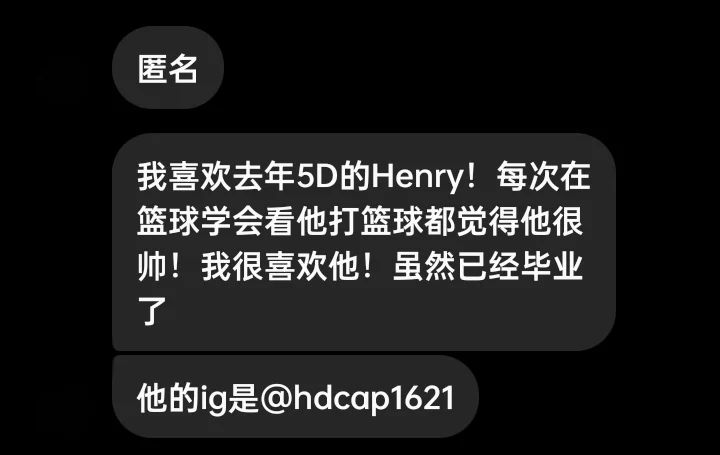 匿名
我喜欢去年5D的Henry！每次在
篮球学会看他打篮球都觉得他很
帅！我很喜欢他！虽然已经毕业
了
他的ig是@hdcap1621